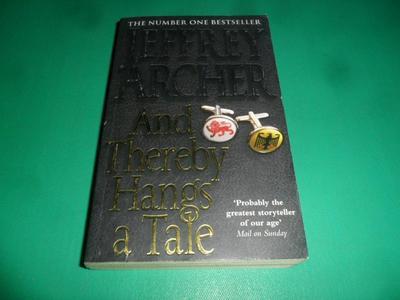 THE NUMBER ONE BESTSELLER
JEFFREY
ARCHER
And
Thereby
Hangs
a Tale
'Probably the
greatest storyteller
of our age'
Mail on Sunday